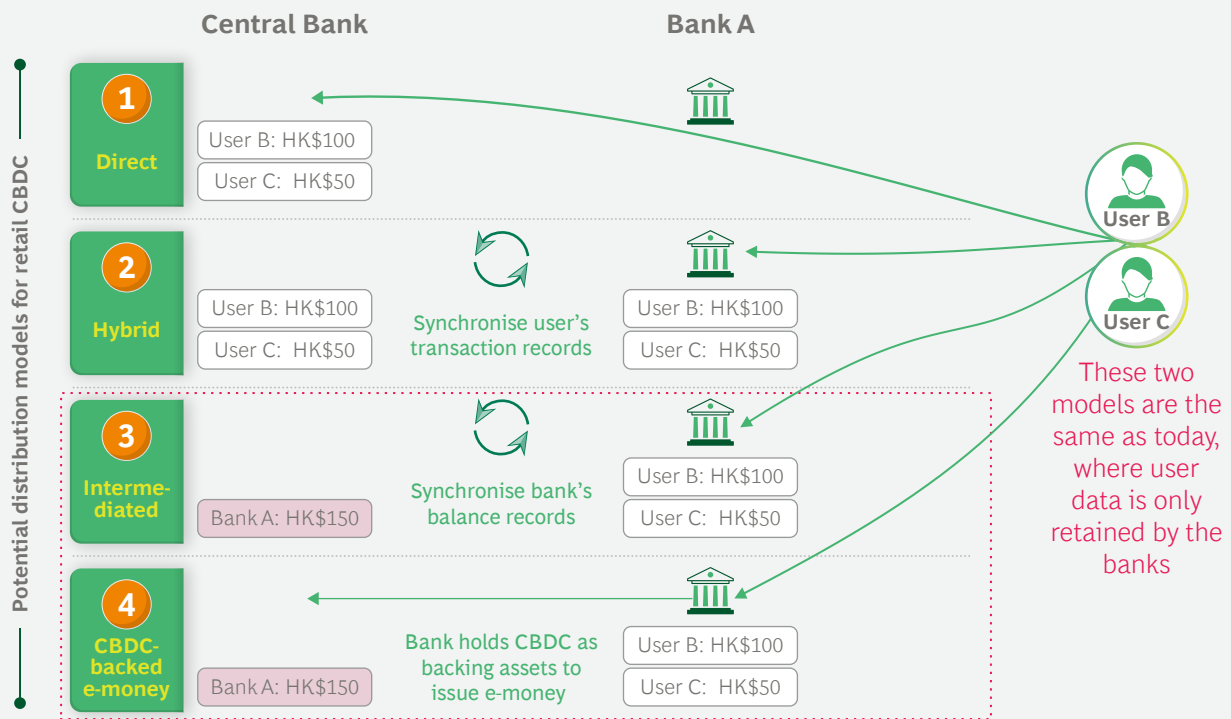 Central Bank
Bank A
Potential distribution models for retail CBDC
1
Direct
User B: HK$100
User C: HK$50
User B
User C
2
Hybrid
User B: HK$100
User C: HK$50
Synchronise user's
transaction records
User B: HK$100
User C: HK$50
These two
models are the
same as today,
where user
data is only
retained by the
banks
3
Interme-
diated
Bank A: HK$150
Synchronise bank's
balance records
User B: HK$100
User C: HK$50
4
CBDC-
backed
e-money
Bank A: HK$150
Bank holds CBDC as
backing assets to
issue e-money
User B: HK$100
User C: HK$50